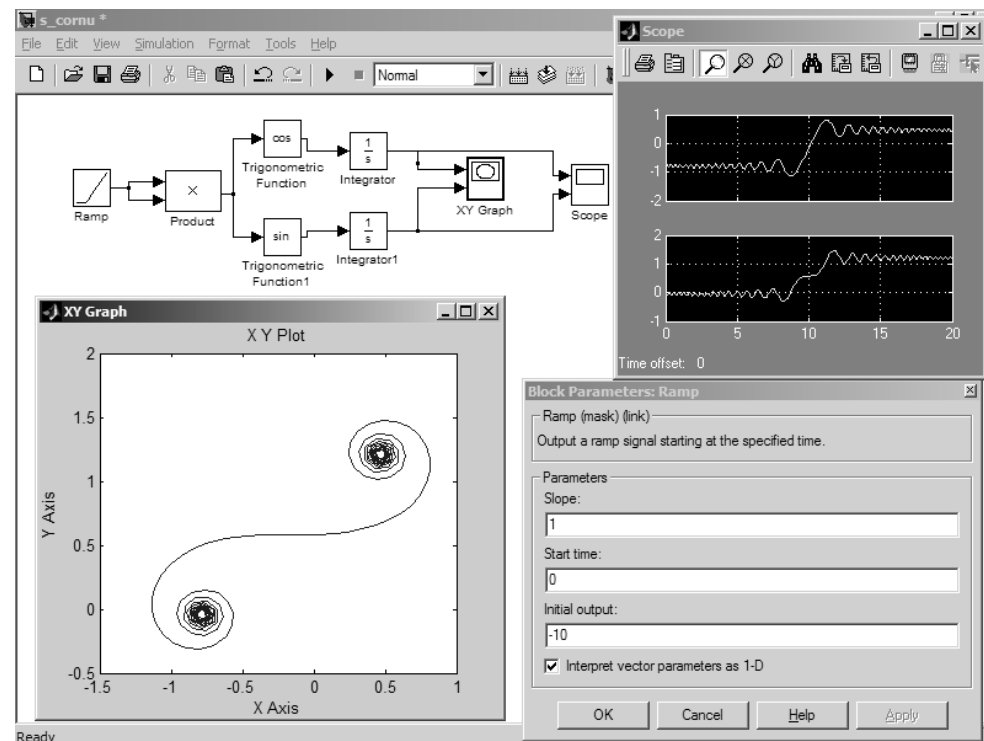 s_cornu *
File Edit View Simulation Format Tools Help
Normal
Ramp
×
Product
cos
Trigonometric
Function
1
s
Integrator
sin
Trigonometric
Function1
1
s
Integrator1
XY Graph
Scope
Scope
1
0
-1
-2
2
1
0
-1
0 5 10 15 20
Time offset: 0
XY Graph
X Y Plot
2
1.5
1
0.5
0
-0.5
-1.5 -1 -0.5 0 0.5 1
X Axis
Y Axis
Block Parameters: Ramp
Ramp (mask) (link)
Output a ramp signal starting at the specified time.
Parameters
Slope:
1
Start time:
0
Initial output:
-10
Interpret vector parameters as 1-D
OK Cancel Help Apply
Ready